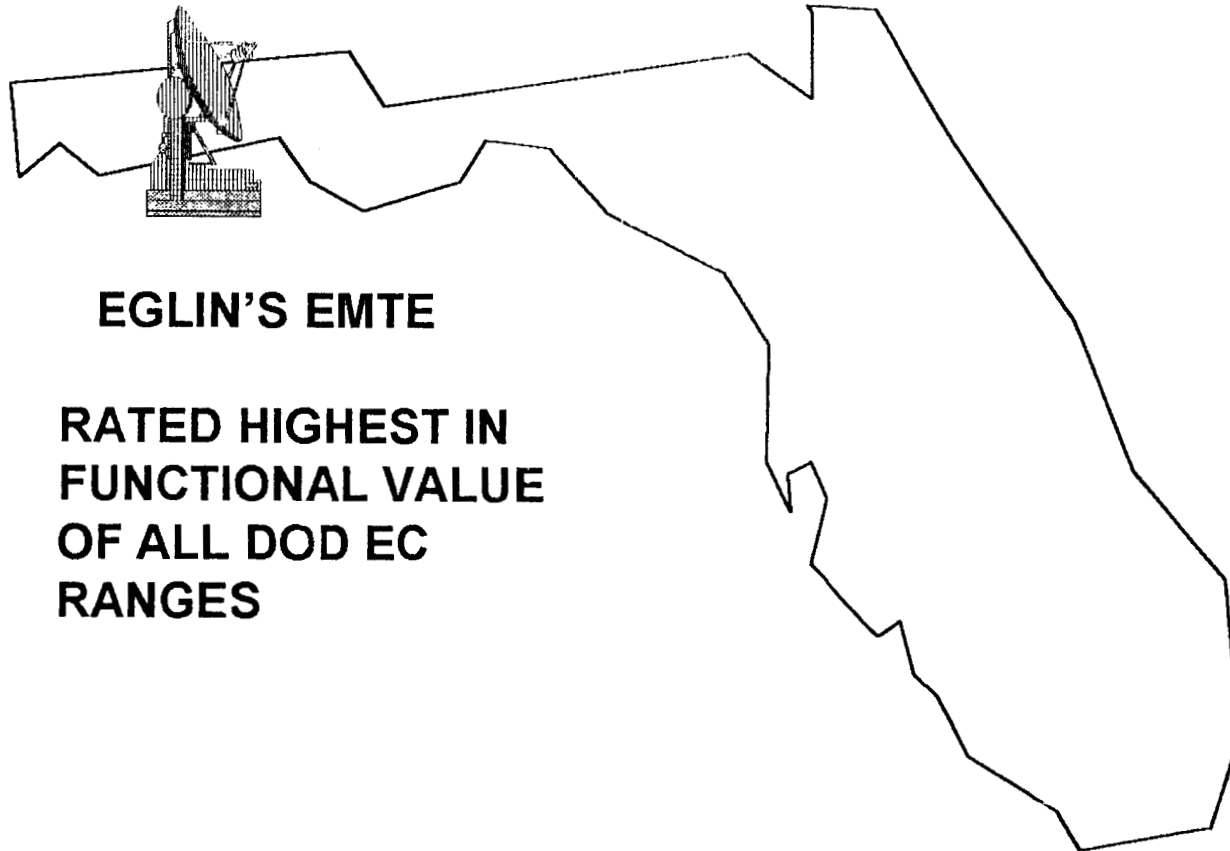 EGLIN'S EMTE
RATED HIGHEST IN
FUNCTIONAL VALUE
OF ALL DOD EC
RANGES